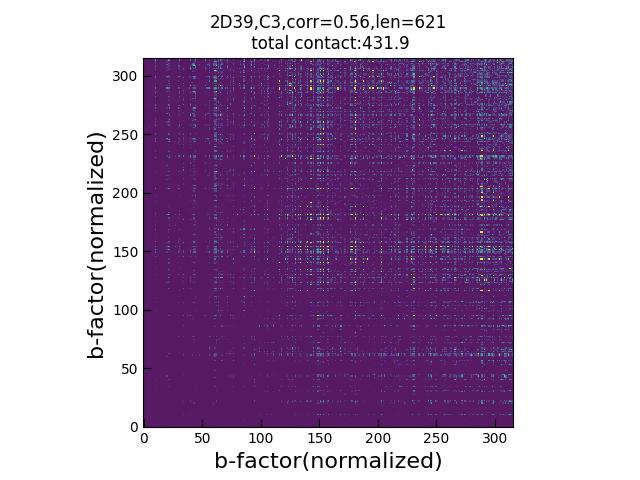 2D39,C3,corr=0.56,len=621
total contact:431.9
300
250
200
150
100
50
0
b-factor(normalized)
0 50 100 150 200 250 300
b-factor(normalized)